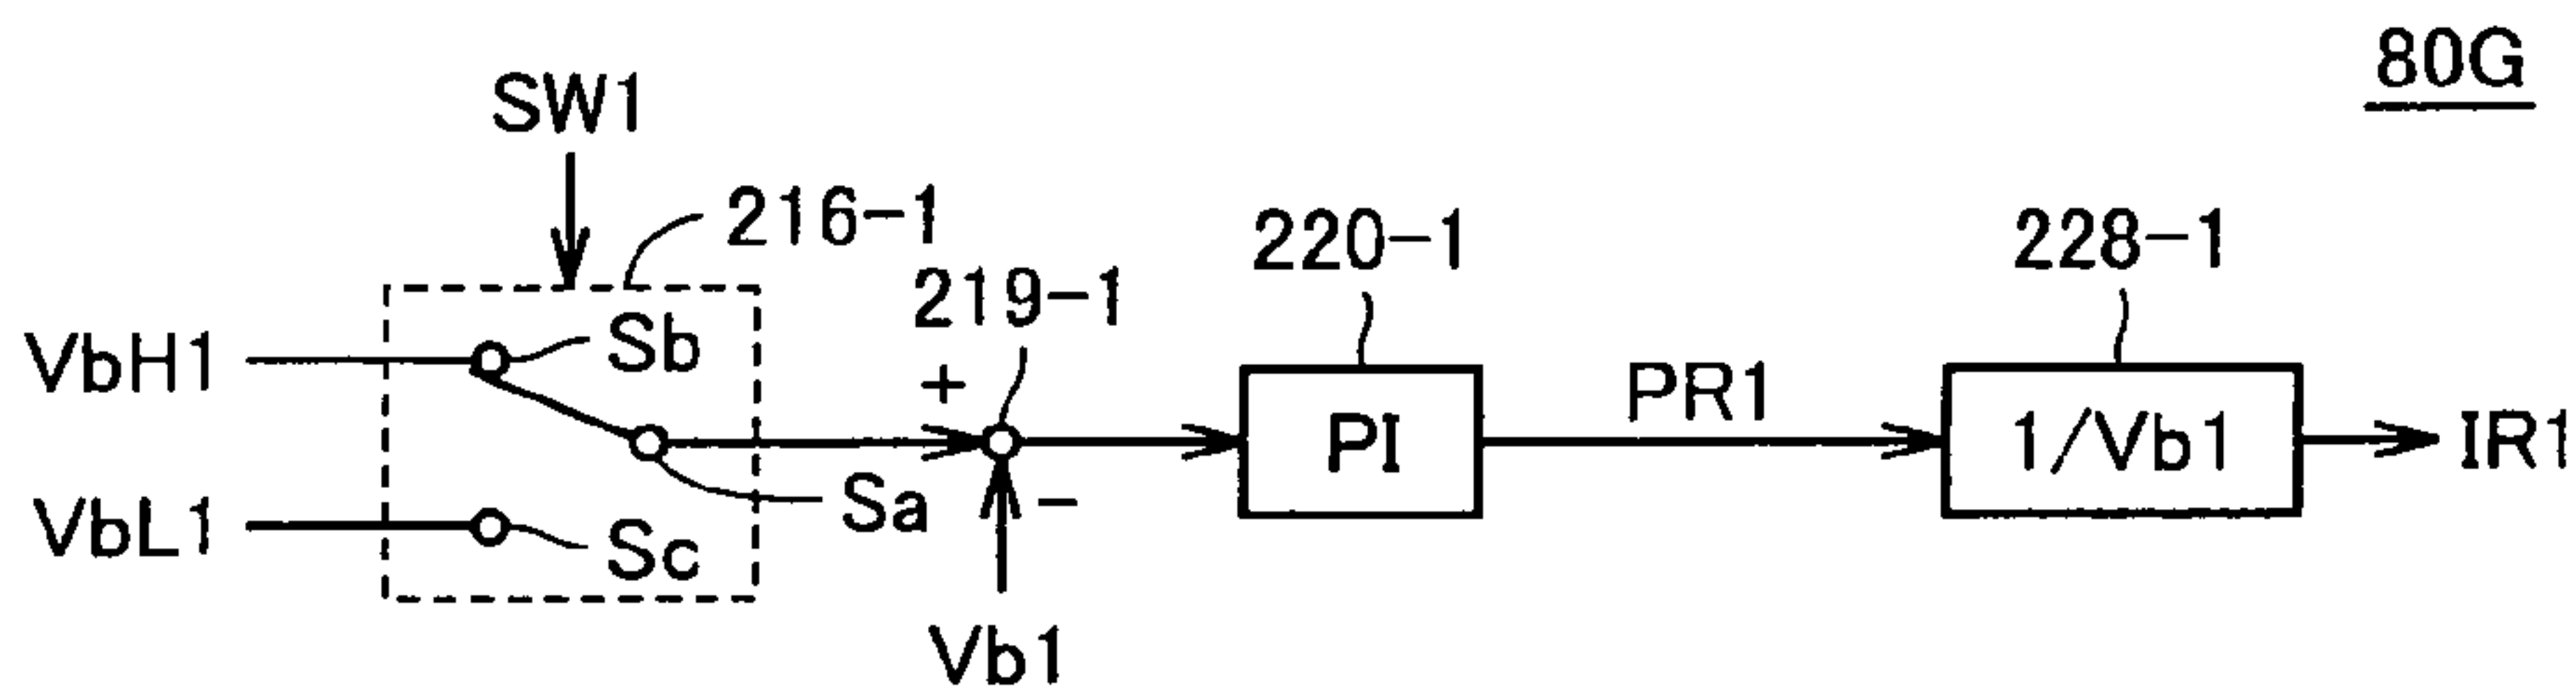 80G
SW1
216-1
219-1
220-1
228-1
VbH1
Sb
+
PI
PR1
1/Vb1
IR1
Sa
-
VbL1
Sc
Vb1